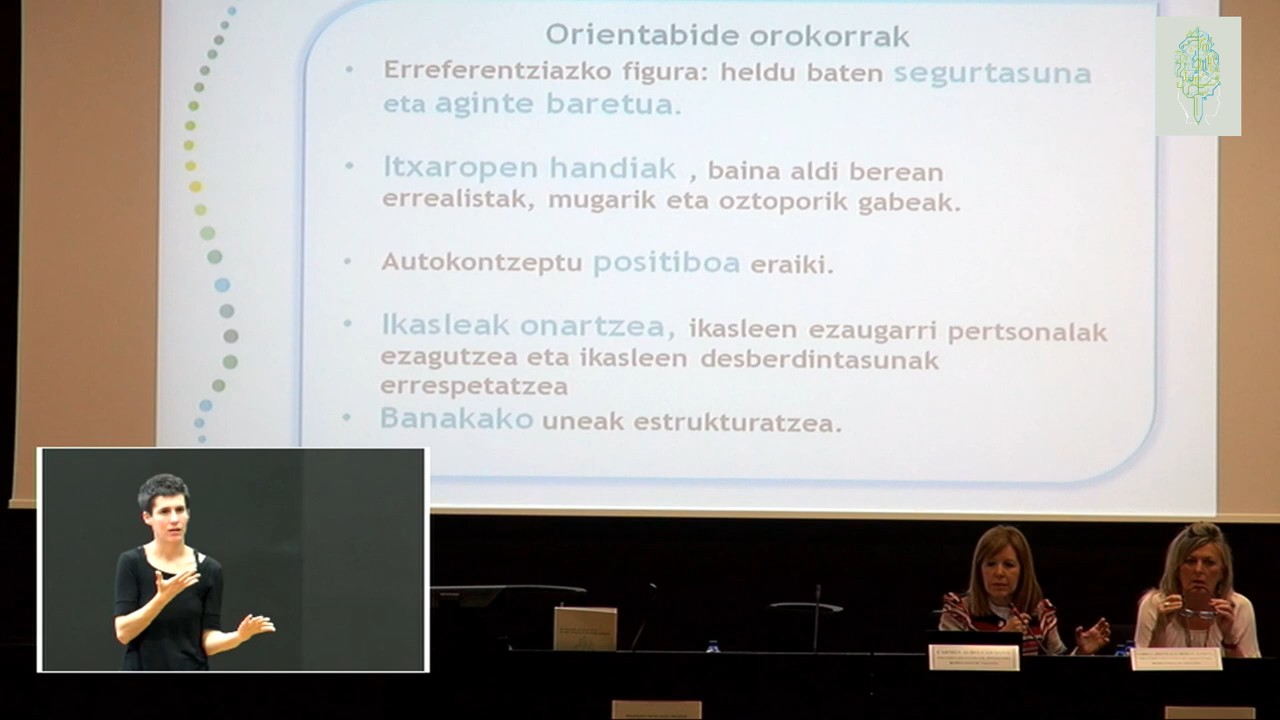 Orientabide orokorrak
• Erreferentziazko figura: heldu baten segurtasuna
eta aginte baretua.
• Itxaropen handiak , baina aldi berean
errealistak, mugarik eta oztoporik gabeak.
• Autokontzeptu positiboa eraiki.
• Ikasleak onartzea, ikasleen ezaugarri pertsonalak
ezagutzea eta ikasleen desberdintasunak
errespetatzea
• Banakako uneak estrukturatzea.